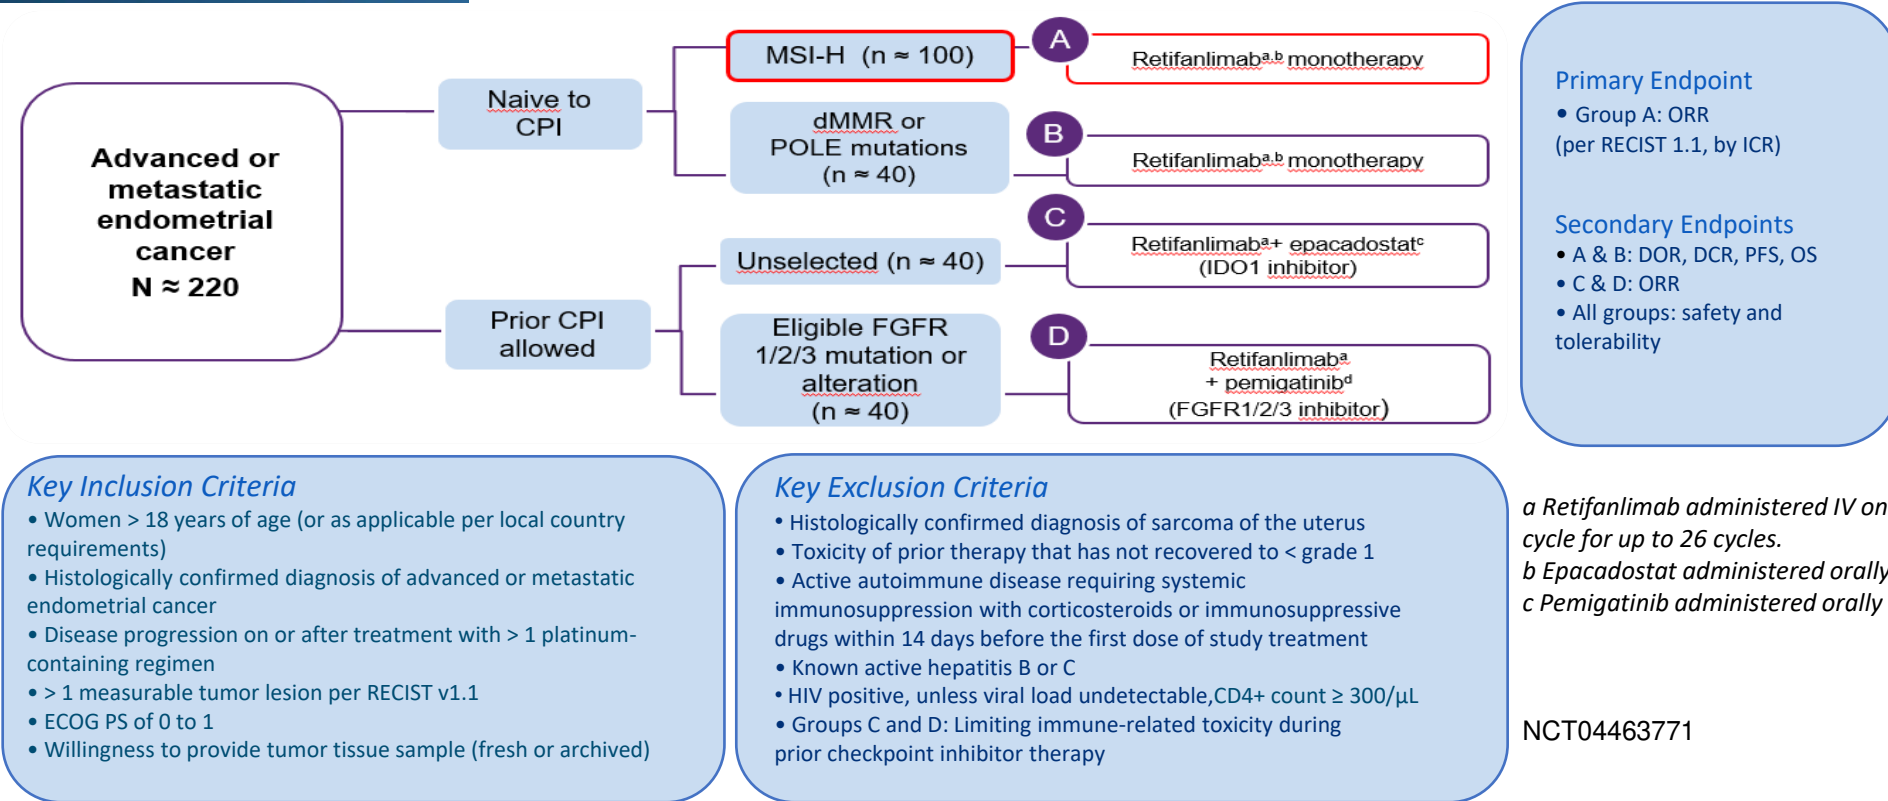 Advanced or
metastatic
endometrial
cancer
N ≈ 220
Naive to
CPI
MSI-H (n ≈ 100)
A
Retifanlimabᵃ·ᵇ monotherapy
dMMR or
POLE mutations
(n ≈ 40)
B
Retifanlimabᵃ·ᵇ monotherapy
Prior CPI
allowed
Unselected (n ≈ 40)
C
Retifanlimabᵃ+ epacadostatᶜ
(IDO1 inhibitor)
Eligible FGFR
1/2/3 mutation or
alteration
(n ≈ 40)
D
Retifanlimabᵃ
+ pemigatinibᵈ
(FGFR1/2/3 inhibitor)
Primary Endpoint
• Group A: ORR
(per RECIST 1.1, by ICR)
Secondary Endpoints
• A & B: DOR, DCR, PFS, OS
• C & D: ORR
• All groups: safety and
tolerability
Key Inclusion Criteria
• Women > 18 years of age (or as applicable per local country
requirements)
• Histologically confirmed diagnosis of advanced or metastatic
endometrial cancer
• Disease progression on or after treatment with > 1 platinum-
containing regimen
• > 1 measurable tumor lesion per RECIST v1.1
• ECOG PS of 0 to 1
• Willingness to provide tumor tissue sample (fresh or archived)
Key Exclusion Criteria
• Histologically confirmed diagnosis of sarcoma of the uterus
• Toxicity of prior therapy that has not recovered to < grade 1
• Active autoimmune disease requiring systemic
immunosuppression with corticosteroids or immunosuppressive
drugs within 14 days before the first dose of study treatment
• Known active hepatitis B or C
• HIV positive, unless viral load undetectable,CD4+ count ≥ 300/µL
• Groups C and D: Limiting immune-related toxicity during
prior checkpoint inhibitor therapy
a Retifanlimab administered IV on
cycle for up to 26 cycles.
b Epacadostat administered orally
c Pemigatinib administered orally
NCT04463771